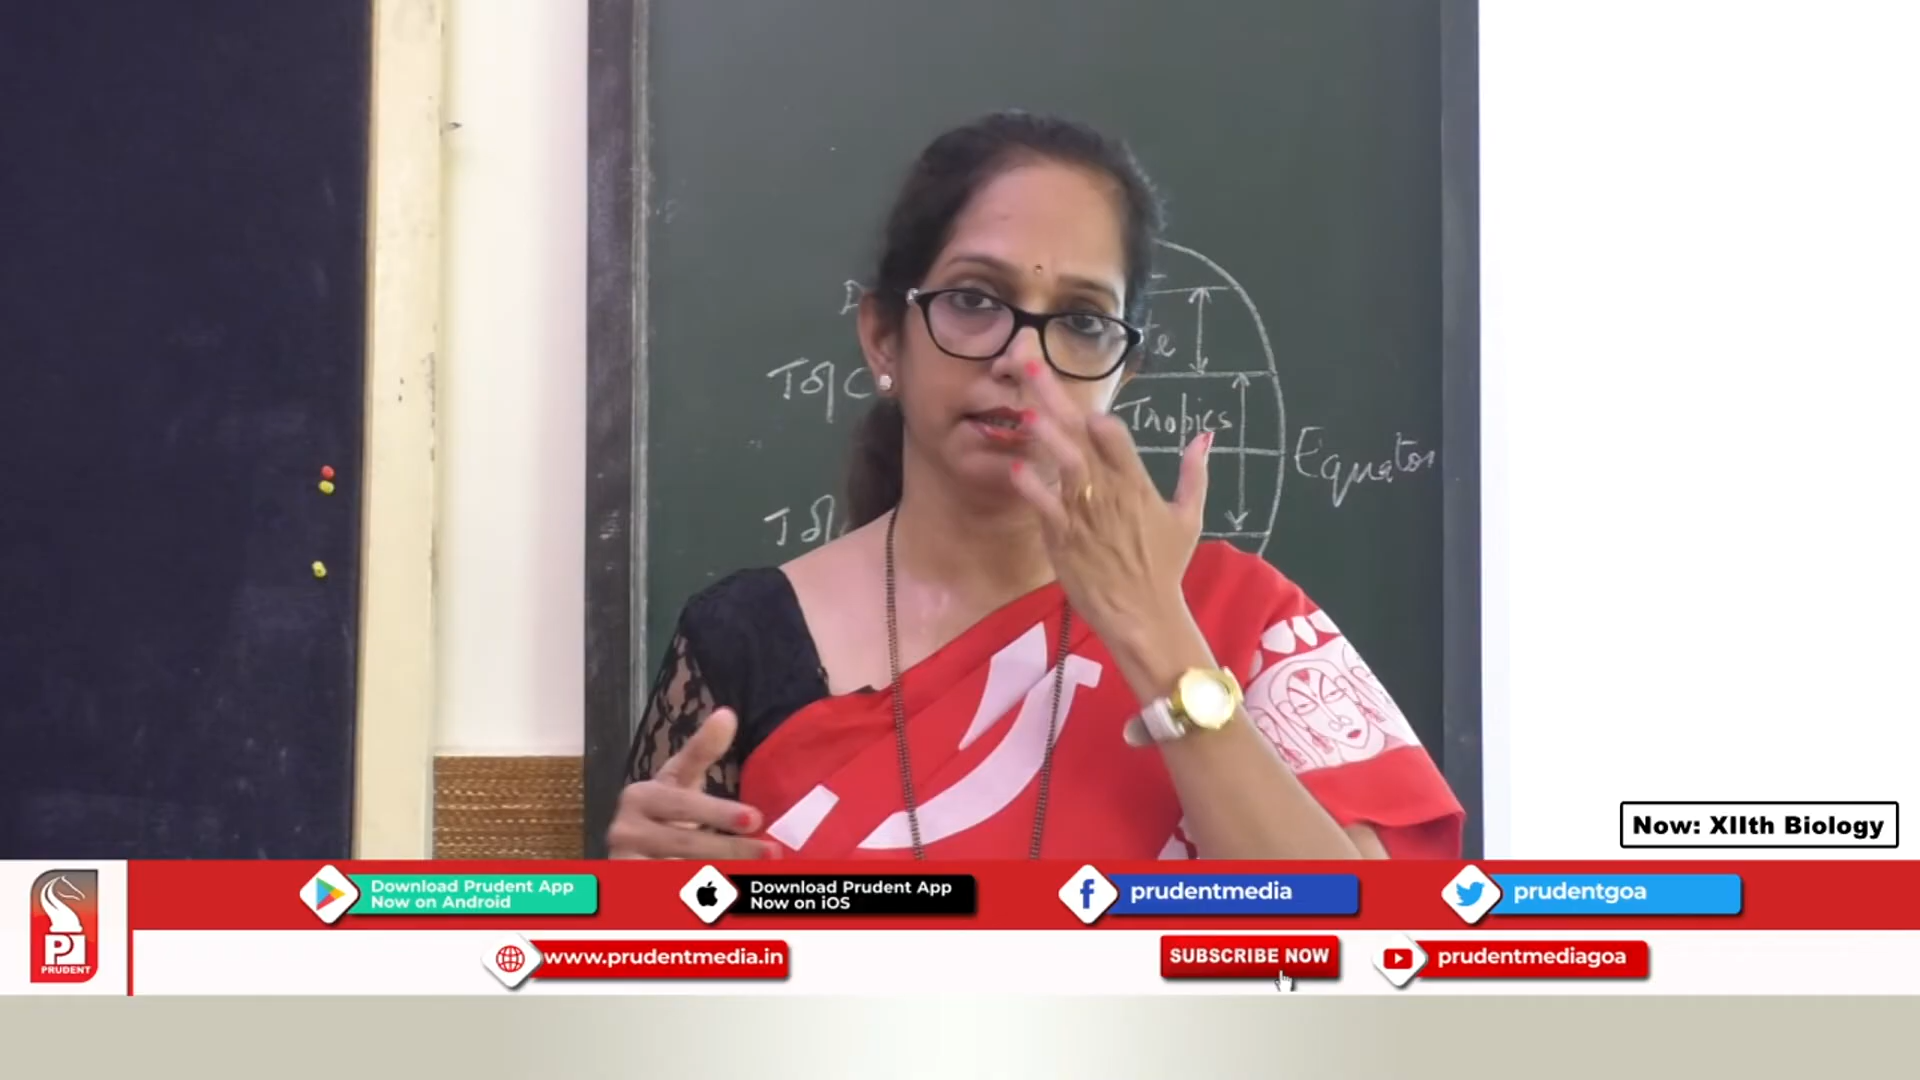 Tropics
Equator
Now: XIIth Biology
Download Prudent App
Now on Android
Download Prudent App
Now on iOS
prudentmedia
prudentgoa
PRUDENT
www.prudentmedia.in
SUBSCRIBE NOW
prudentmediagoa